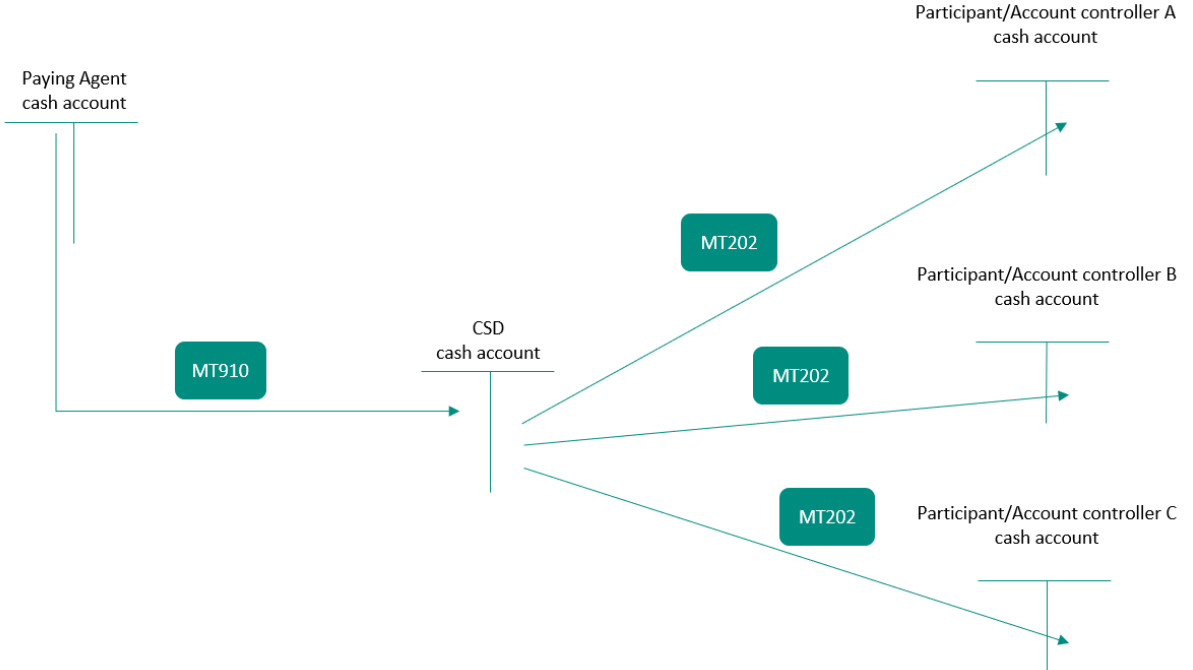 Participant/Account controller A
cash account
Paying Agent
cash account
MT202
Participant/Account controller B
cash account
CSD
cash account
MT910
MT202
MT202
Participant/Account controller C
cash account